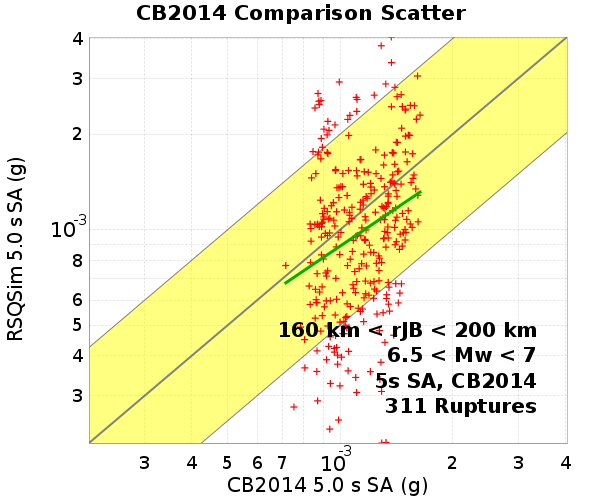 CB2014 Comparison Scatter
RSQSim 5.0 s SA (g)
4
3
2
10^-3
8
6
5
4
3
160 km < rJB < 200 km
6.5 < Mw < 7
5s SA, CB2014
311 Ruptures
3 4 5 6 7 10^-3 2 3 4
CB2014 5.0 s SA (g)